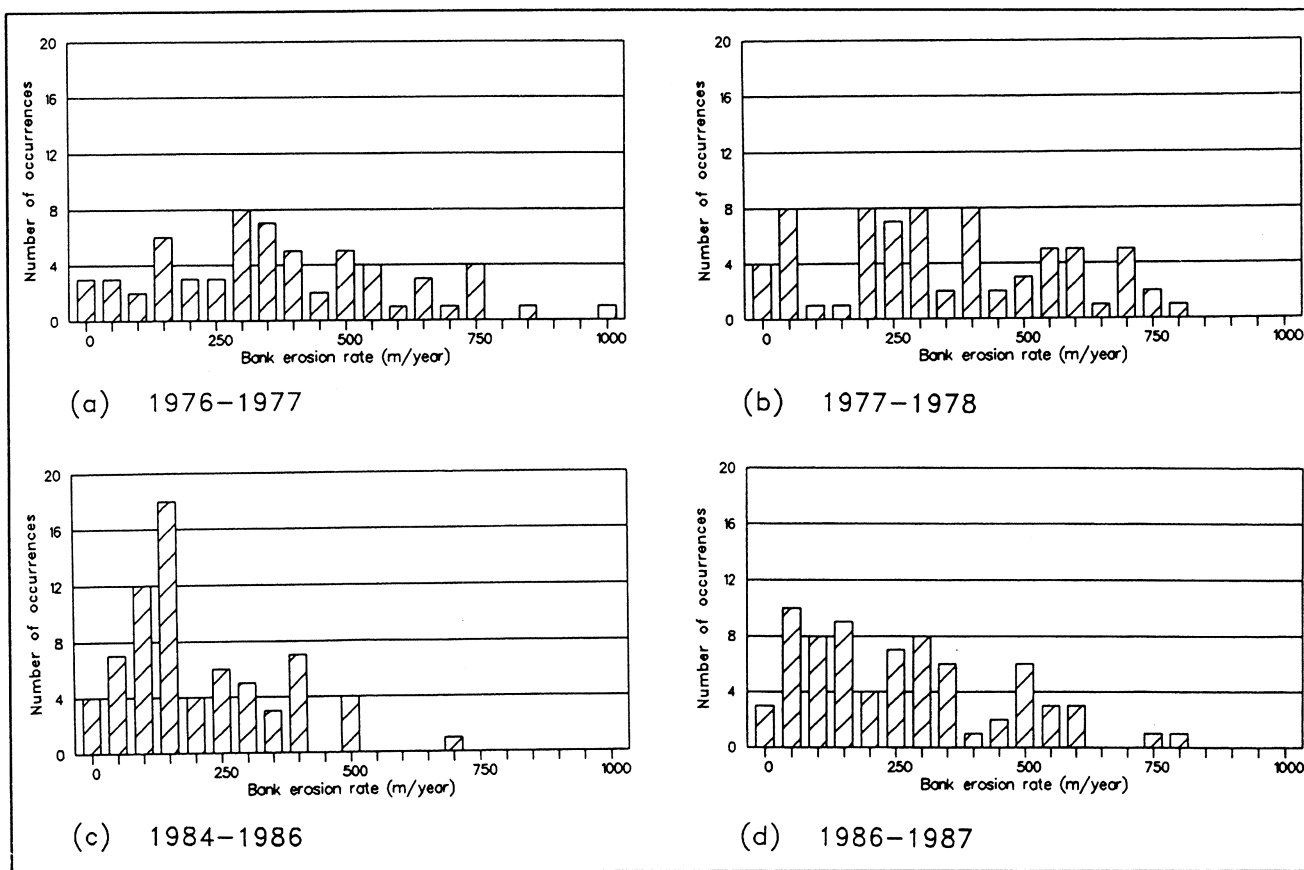 20
16
12
8
4
0
Number of occurrences
0 250 500 750 1000
Bank erosion rate (m/year)
(a) 1976-1977
20
16
12
8
4
0
Number of occurrences
0 250 500 750 1000
Bank erosion rate (m/year)
(b) 1977-1978
20
16
12
8
4
0
Number of occurrences
0 250 500 750 1000
Bank erosion rate (m/year)
(c) 1984-1986
20
16
12
8
4
0
Number of occurrences
0 250 500 750 1000
Bank erosion rate (m/year)
(d) 1986-1987